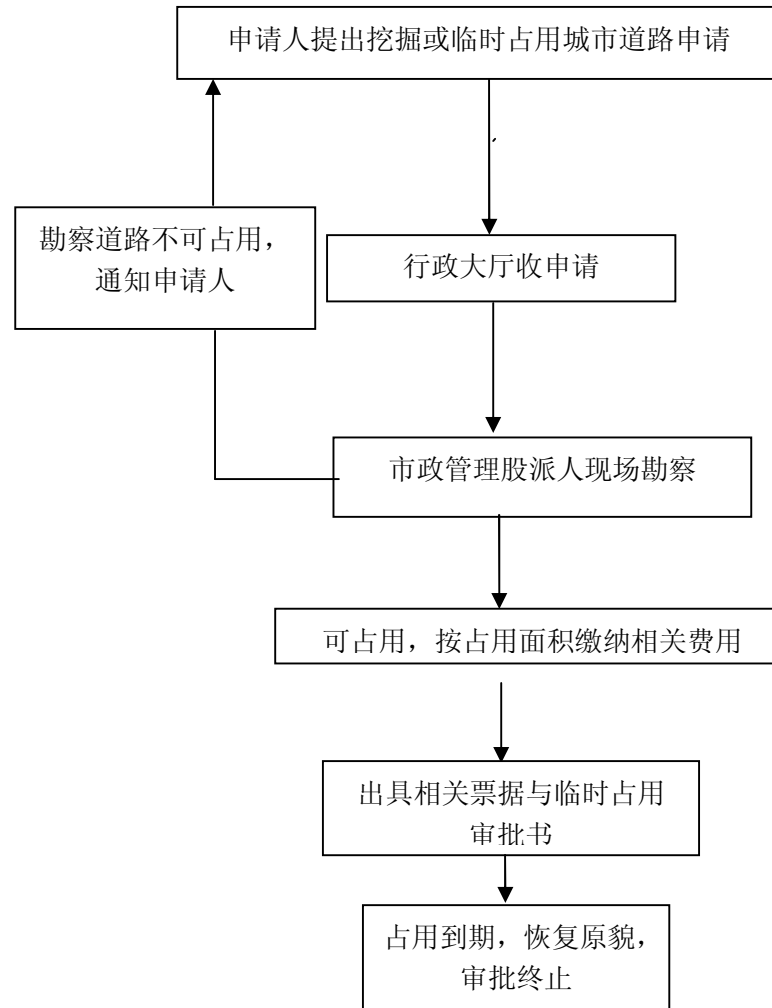 申请人提出挖掘或临时占用城市道路申请
勘察道路不可占用，
通知申请人
行政大厅收申请
市政管理股派人现场勘察
可占用，按占用面积缴纳相关费用
出具相关票据与临时占用
审批书
占用到期，恢复原貌，
审批终止